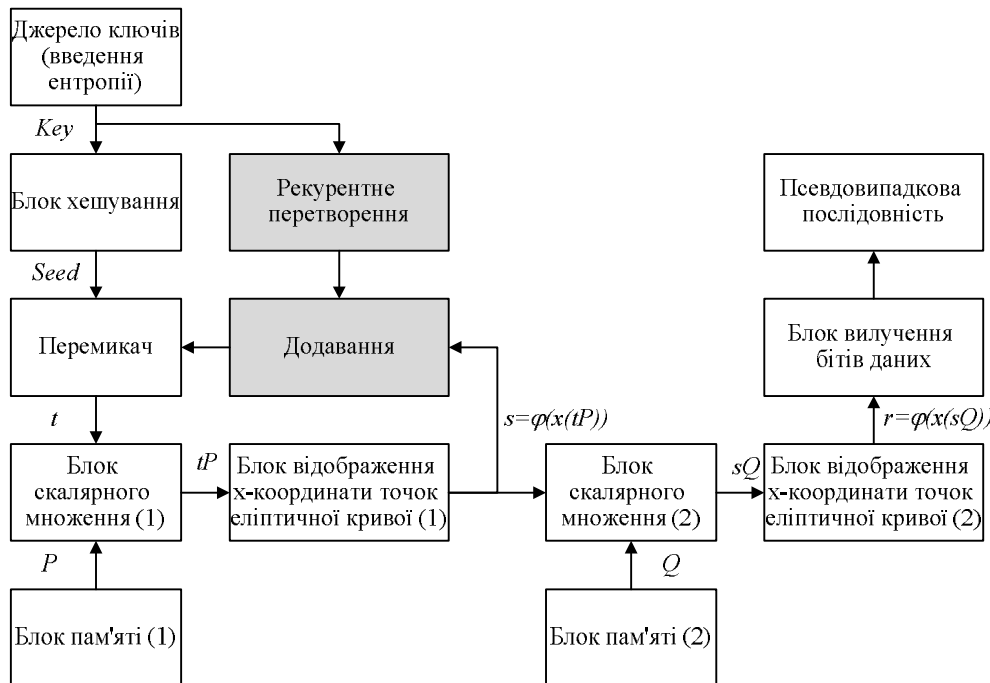 Джерело ключів
(введення
ентропії)
Key
Блок хешування
Рекурентне
перетворення
Псевдовипадкова
послідовність
Seed
Перемикач
Додавання
Блок вилучення
бітів даних
t
s=φ(x(tP))
r=φ(x(sQ))
Блок
скалярного
множення (1)
tP
Блок відображення
x-координати точок
еліптичної кривої (1)
Блок
скалярного
множення (2)
sQ
Блок відображення
x-координати точок
еліптичної кривої (2)
P
Q
Блок пам'яті (1)
Блок пам'яті (2)